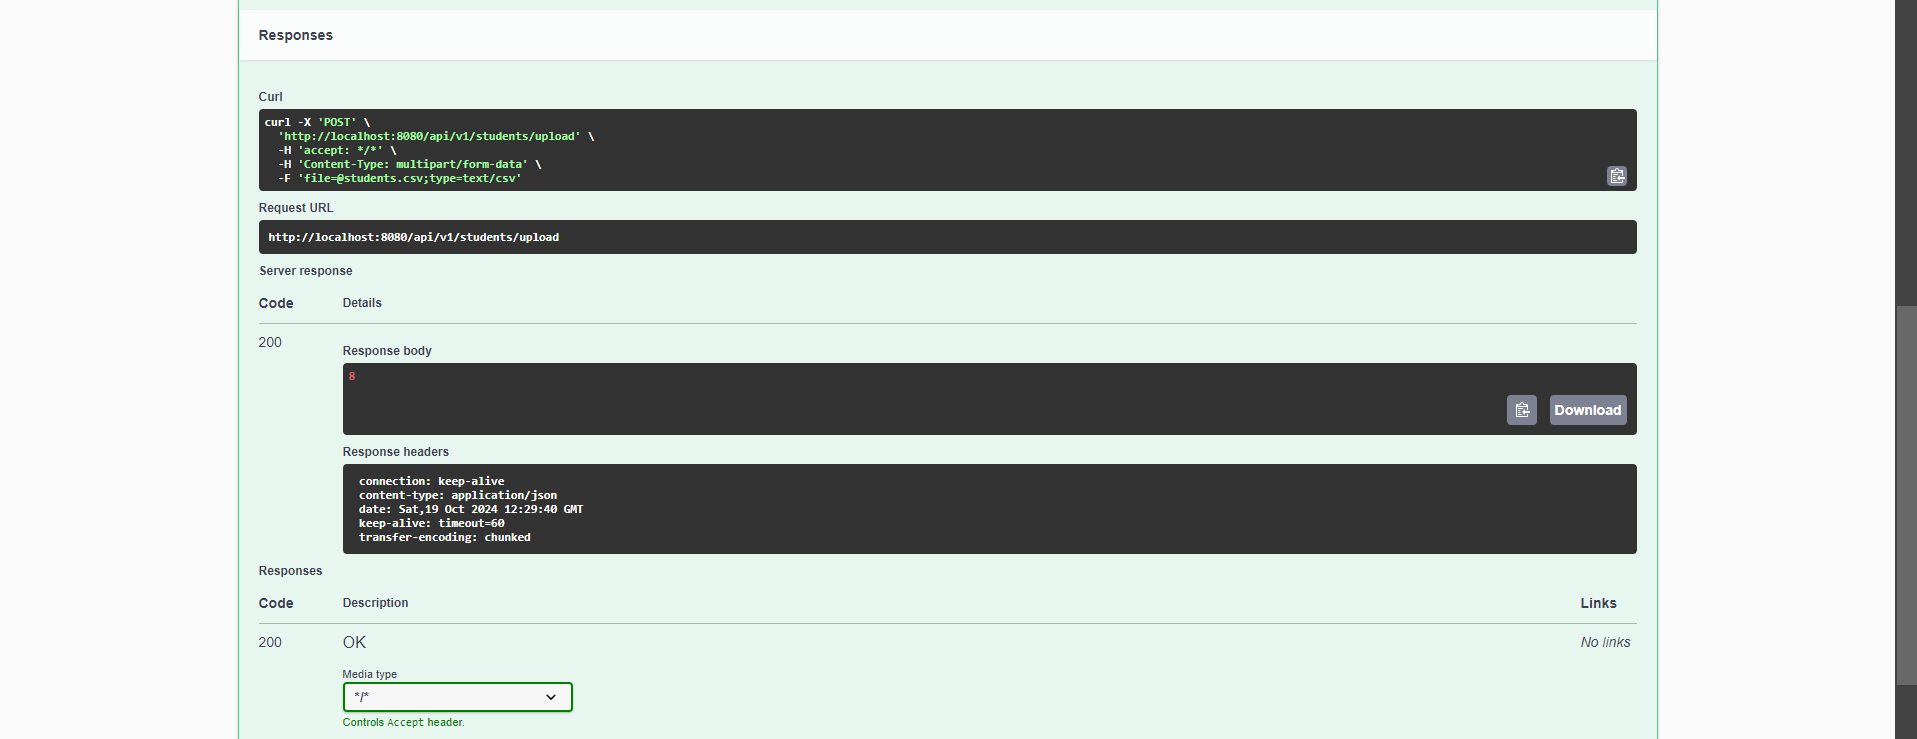 Responses
Curl
curl -X 'POST' \
  'http://localhost:8080/api/v1/students/upload' \
  -H 'accept: */*' \
  -H 'Content-Type: multipart/form-data' \
  -F 'file=@students.csv;type=text/csv'
Request URL
http://localhost:8080/api/v1/students/upload
Server response
Code Details
200
Response body
8
Download
Response headers
connection: keep-alive
content-type: application/json
date: Sat,19 Oct 2024 12:29:40 GMT
keep-alive: timeout=60
transfer-encoding: chunked
Responses
Code Description Links
200 OK No links
Media type
*/*
Controls Accept header.